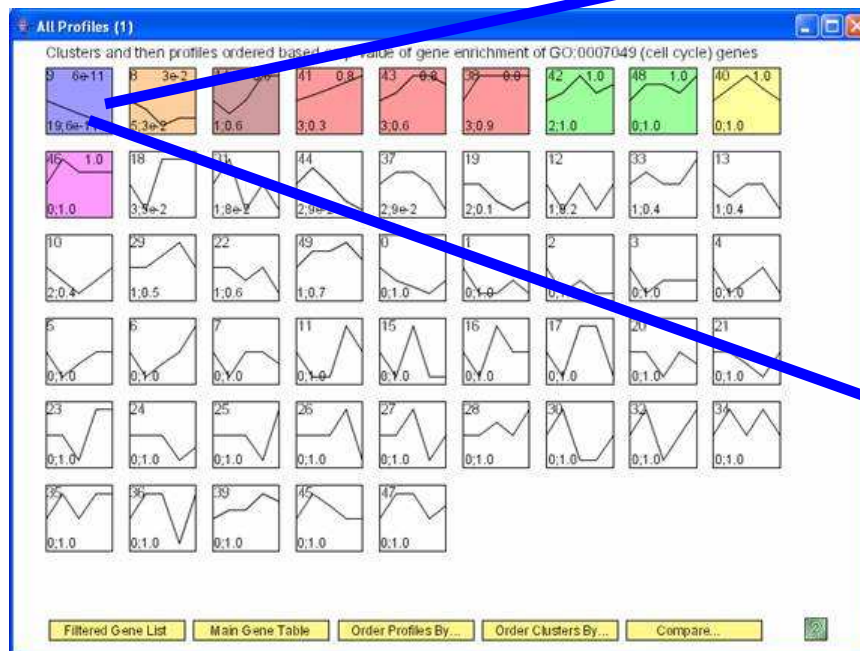 All Profiles (1)
Clusters and then profiles ordered based on p-value of gene enrichment of GO:0007049 (cell cycle) genes
9 6e-11 8 3e-2 41 0.8 43 0.8 38 0.0 42 1.0 48 1.0 40 1.0
5;3e-2 1;0.6 3;0.3 3;0.6 3;0.9 2;1.0 0;1.0 0;1.0
46 1.0 18 31 44 37 19 12 33 13
0;1.0 1;8e-2 2;9e-2 2;0.1 1;0.4 1;0.4
10 29 22 49 0 1 2 3 4
2;0.4 1;0.5 1;0.6 1;0.7 0;1.0 0;1.0 0;1.0 0;1.0
5 6 7 11 15 16 17 20 21
0;1.0 0;1.0 0;1.0 0;1.0 0;1.0 0;1.0 0;1.0 0;1.0 0;1.0
23 24 25 26 27 28 30 32 34
0;1.0 0;1.0 0;1.0 0;1.0 0;1.0 0;1.0 0;1.0 0;1.0 0;1.0
35 36 39 45 47
0;1.0 0;1.0 0;1.0 0;1.0 0;1.0
Filtered Gene List Main Gene Table Order Profiles By... Order Clusters By... Compare... ?